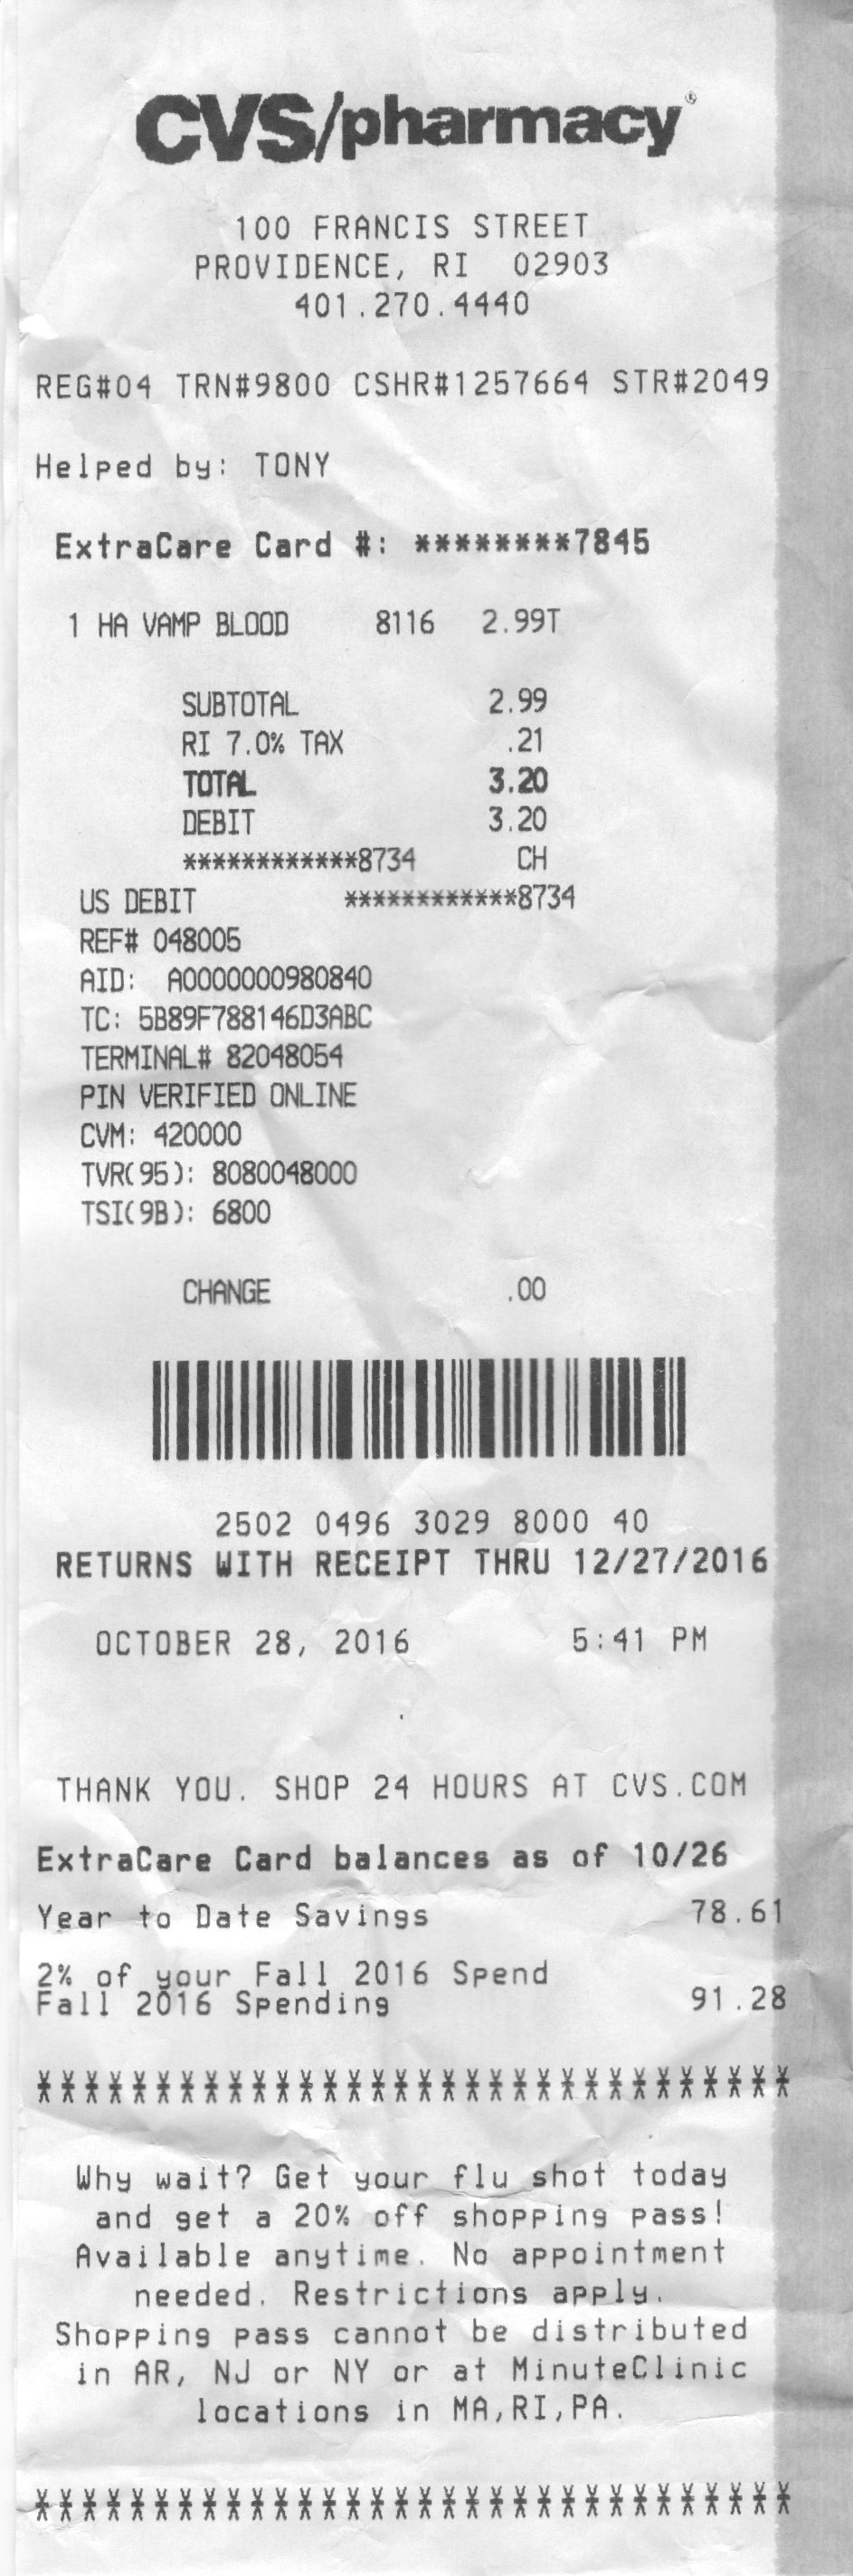 CVS/pharmacy®
100 FRANCIS STREET
PROVIDENCE, RI 02903
401.270.4440
REG#04 TRN#9800 CSHR#1257664 STR#2049
Helped by: TONY
ExtraCare Card #: ********7845
1 HA VAMP BLOOD 8116 2.99T
SUBTOTAL 2.99
RI 7.0% TAX .21
TOTAL 3.20
DEBIT 3.20
************8734 CH
US DEBIT ************8734
REF# 048005
AID: A0000000980840
TC: 5B89F788146D3ABC
TERMINAL# 82048054
PIN VERIFIED ONLINE
CVM: 420000
TVR(95): 8080048000
TSI(9B): 6800
CHANGE .00
2502 0496 3029 8000 40
RETURNS WITH RECEIPT THRU 12/27/2016
OCTOBER 28, 2016 5:41 PM
THANK YOU. SHOP 24 HOURS AT CVS.COM
ExtraCare Card balances as of 10/26
Year to Date Savings 78.61
2% of your Fall 2016 Spend
Fall 2016 Spending 91.28
********************************
Why wait? Get your flu shot today
and get a 20% off shopping pass!
Available anytime. No appointment
needed. Restrictions apply.
Shopping pass cannot be distributed
in AR, NJ or NY or at MinuteClinic
locations in MA,RI,PA.
********************************